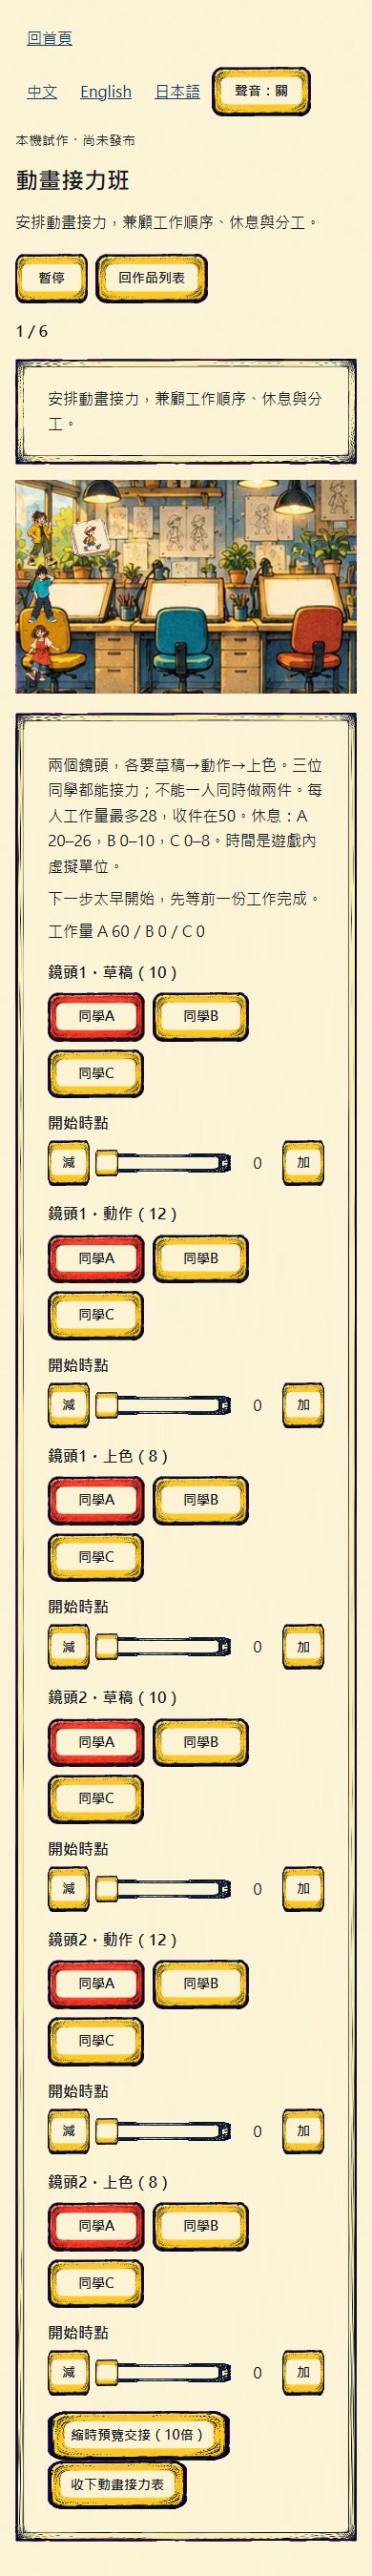 回首頁
中文 English 日本語 聲音：關
本機試作・尚未發布
動畫接力班
安排動畫接力，兼顧工作順序、休息與分工。
暫停 回作品列表
1 / 6
安排動畫接力，兼顧工作順序、休息與分
工。
兩個鏡頭，各要草稿→動作→上色。三位
同學都能接力；不能一人同時做兩件。每
人工作量最多28，收件在50。休息：A
20–26，B 0–10，C 0–8。時間是遊戲內
虛擬單位。
下一步太早開始，先等前一份工作完成。
工作量 A 60 / B 0 / C 0
鏡頭1・草稿（10）
同學A 同學B
同學C
開始時點
減 0 加
鏡頭1・動作（12）
同學A 同學B
同學C
開始時點
減 0 加
鏡頭1・上色（8）
同學A 同學B
同學C
開始時點
減 0 加
鏡頭2・草稿（10）
同學A 同學B
同學C
開始時點
減 0 加
鏡頭2・動作（12）
同學A 同學B
同學C
開始時點
減 0 加
鏡頭2・上色（8）
同學A 同學B
同學C
開始時點
減 0 加
縮時預覽交接（10倍）
收下動畫接力表